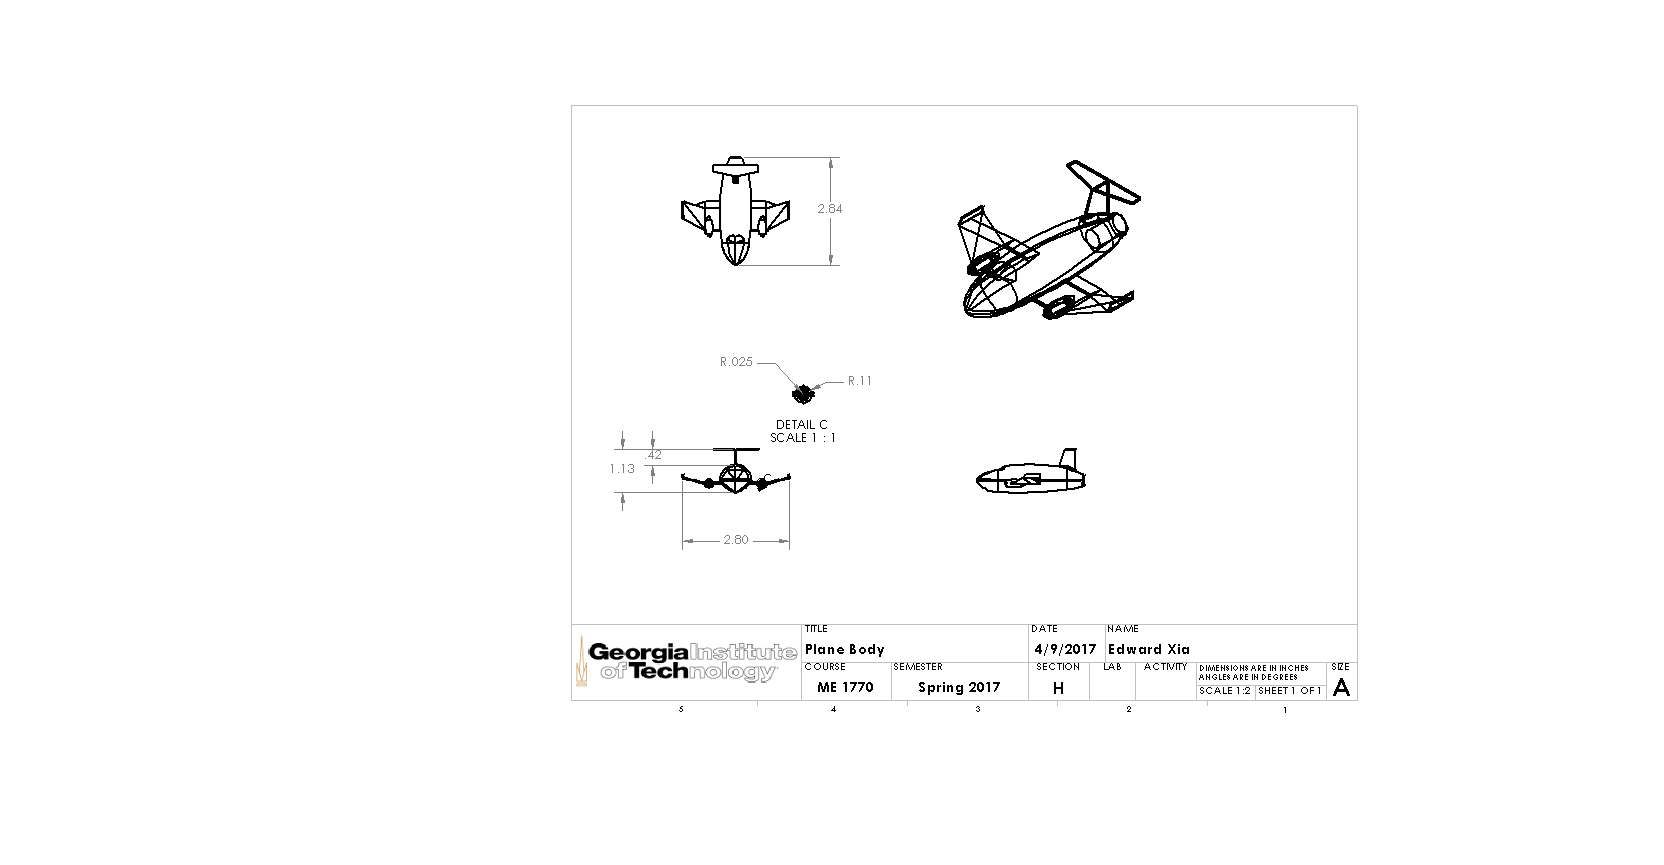 2.84
R.025
R.11
DETAIL C
SCALE 1 : 1
.42
1.13
C
2.80
Georgia Institute
of Technology
TITLE
Plane Body
DATE
4/9/2017
NAME
Edward Xia
COURSE
ME 1770
SEMESTER
Spring 2017
SECTION
H
LAB
ACTIVITY
DIMENSIONS ARE IN INCHES
ANGLES ARE IN DEGREES
SCALE 1:2
SHEET 1 OF 1
SIZE
A
5 4 3 2 1